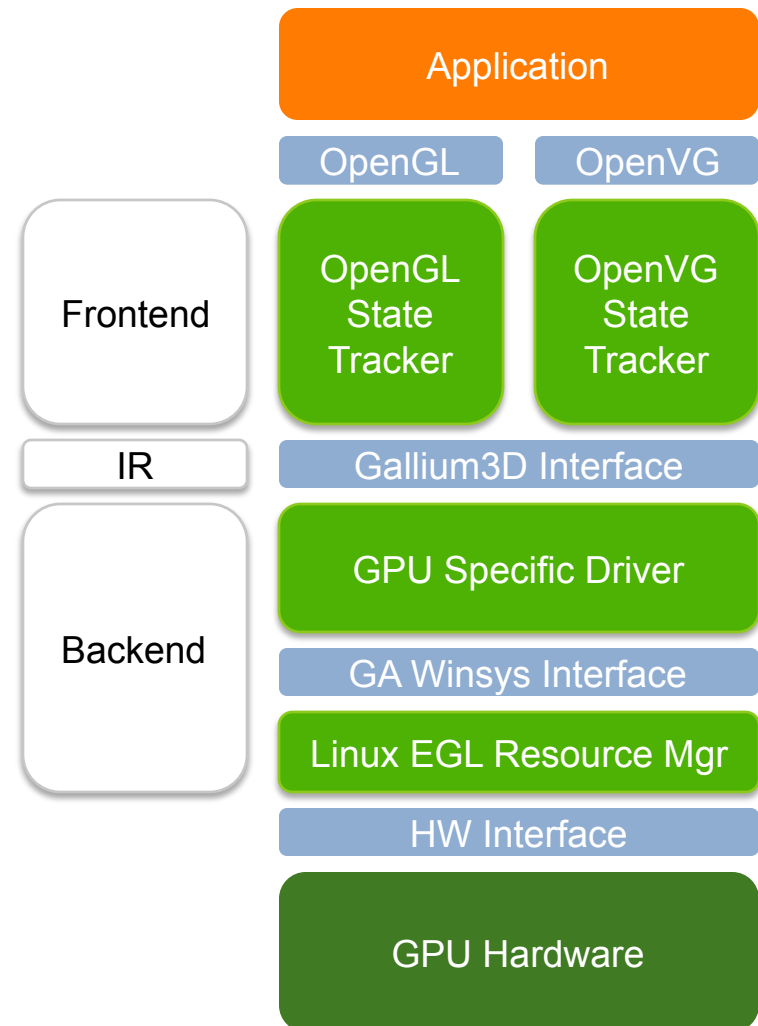 Application
OpenGL
OpenVG
Frontend
OpenGL
State
Tracker
OpenVG
State
Tracker
IR
Gallium3D Interface
Backend
GPU Specific Driver
GA Winsys Interface
Linux EGL Resource Mgr
HW Interface
GPU Hardware